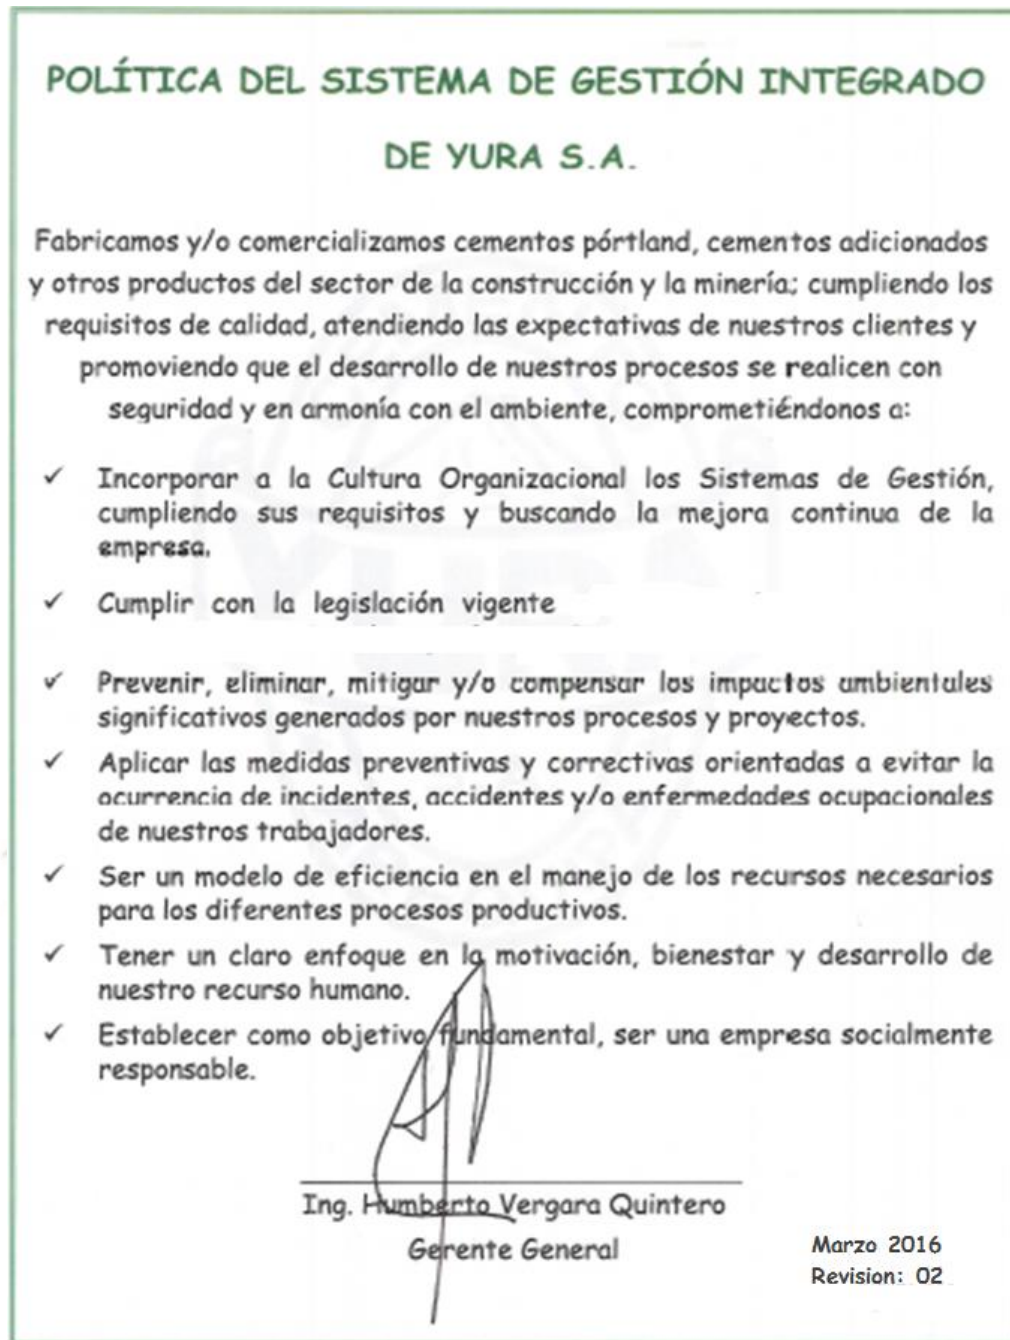 POLÍTICA DEL SISTEMA DE GESTIÓN INTEGRADO
DE YURA S.A.
Fabricamos y/o comercializamos cementos pórtland, cementos adicionados
y otros productos del sector de la construcción y la minería; cumpliendo los
requisitos de calidad, atendiendo las expectativas de nuestros clientes y
promoviendo que el desarrollo de nuestros procesos se realicen con
seguridad y en armonía con el ambiente, comprometiéndonos a:
✓ Incorporar a la Cultura Organizacional los Sistemas de Gestión,
cumpliendo sus requisitos y buscando la mejora continua de la
empresa.
✓ Cumplir con la legislación vigente
✓ Prevenir, eliminar, mitigar y/o compensar los impactos ambientales
significativos generados por nuestros procesos y proyectos.
✓ Aplicar las medidas preventivas y correctivas orientadas a evitar la
ocurrencia de incidentes, accidentes y/o enfermedades ocupacionales
de nuestros trabajadores.
✓ Ser un modelo de eficiencia en el manejo de los recursos necesarios
para los diferentes procesos productivos.
✓ Tener un claro enfoque en la motivación, bienestar y desarrollo de
nuestro recurso humano.
✓ Establecer como objetivo fundamental, ser una empresa socialmente
responsable.
Ing. Humberto Vergara Quintero
Gerente General
Marzo 2016
Revision: 02